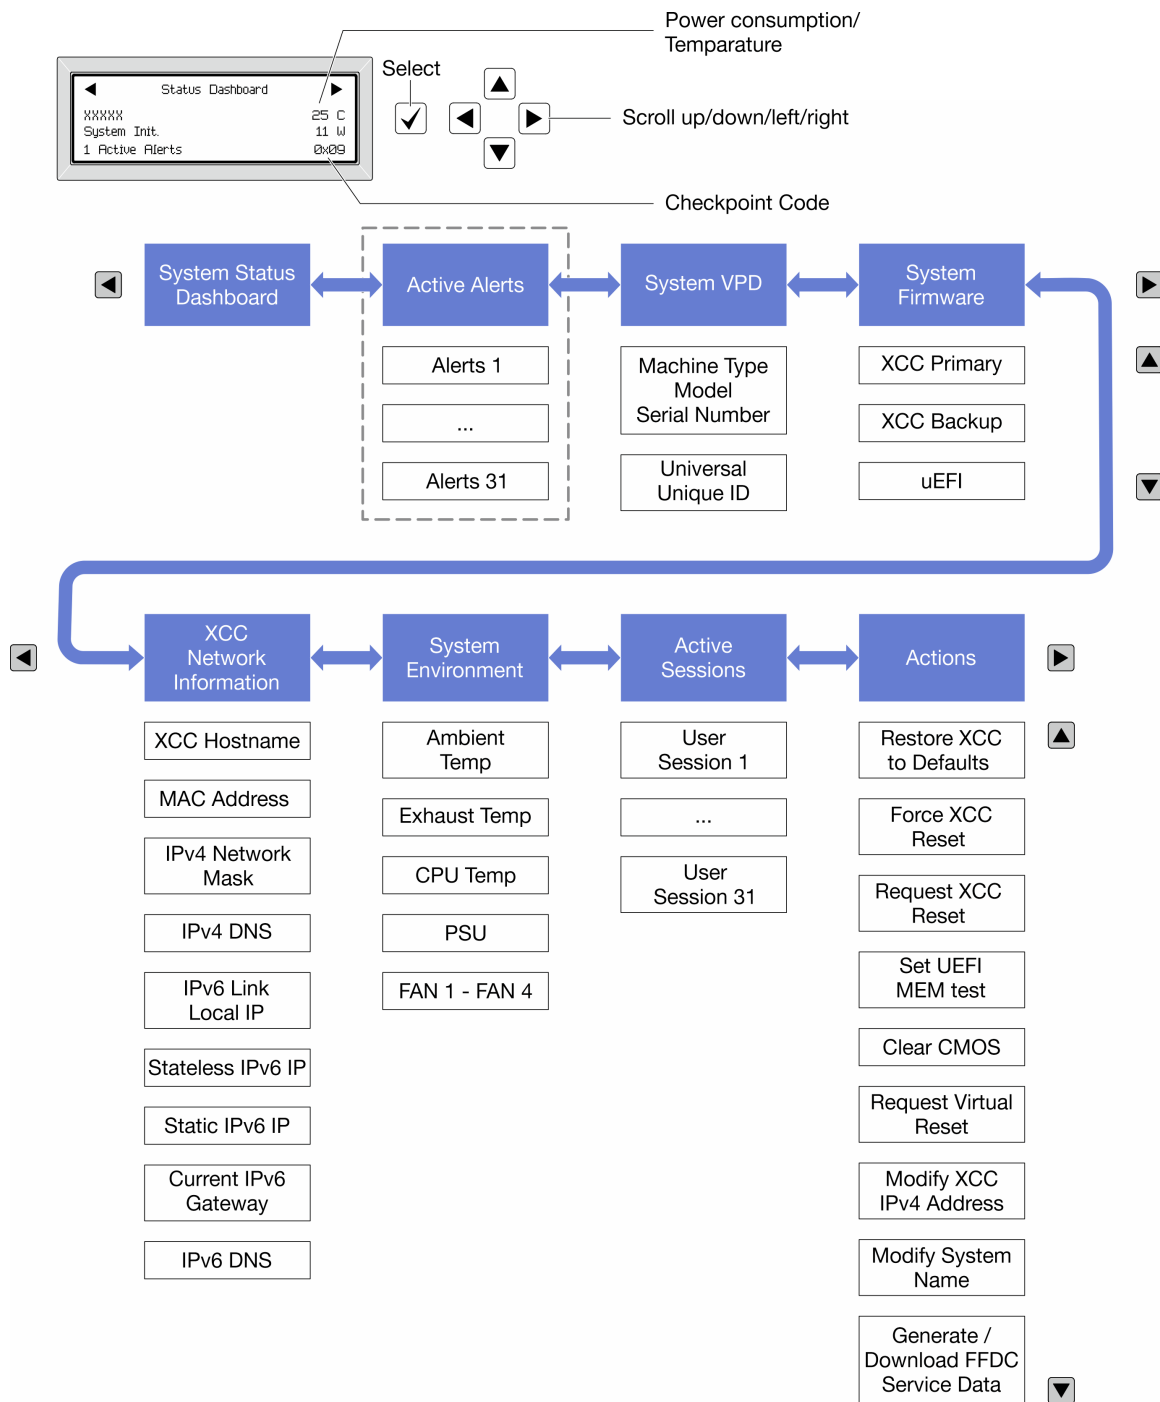 Power consumption/
Temparature
Select
Status Dashboard
XXXXX 25 C
System Init. 11 W
1 Active Alerts 0x09
Scroll up/down/left/right
Checkpoint Code
System Status
Dashboard
Active Alerts
System VPD
System
Firmware
Alerts 1
...
Alerts 31
Machine Type
Model
Serial Number
Universal
Unique ID
XCC Primary
XCC Backup
uEFI
XCC
Network
Information
System
Environment
Active
Sessions
Actions
XCC Hostname
MAC Address
IPv4 Network
Mask
IPv4 DNS
IPv6 Link
Local IP
Stateless IPv6 IP
Static IPv6 IP
Current IPv6
Gateway
IPv6 DNS
Ambient
Temp
Exhaust Temp
CPU Temp
PSU
FAN 1 - FAN 4
User
Session 1
...
User
Session 31
Restore XCC
to Defaults
Force XCC
Reset
Request XCC
Reset
Set UEFI
MEM test
Clear CMOS
Request Virtual
Reset
Modify XCC
IPv4 Address
Modify System
Name
Generate /
Download FFDC
Service Data